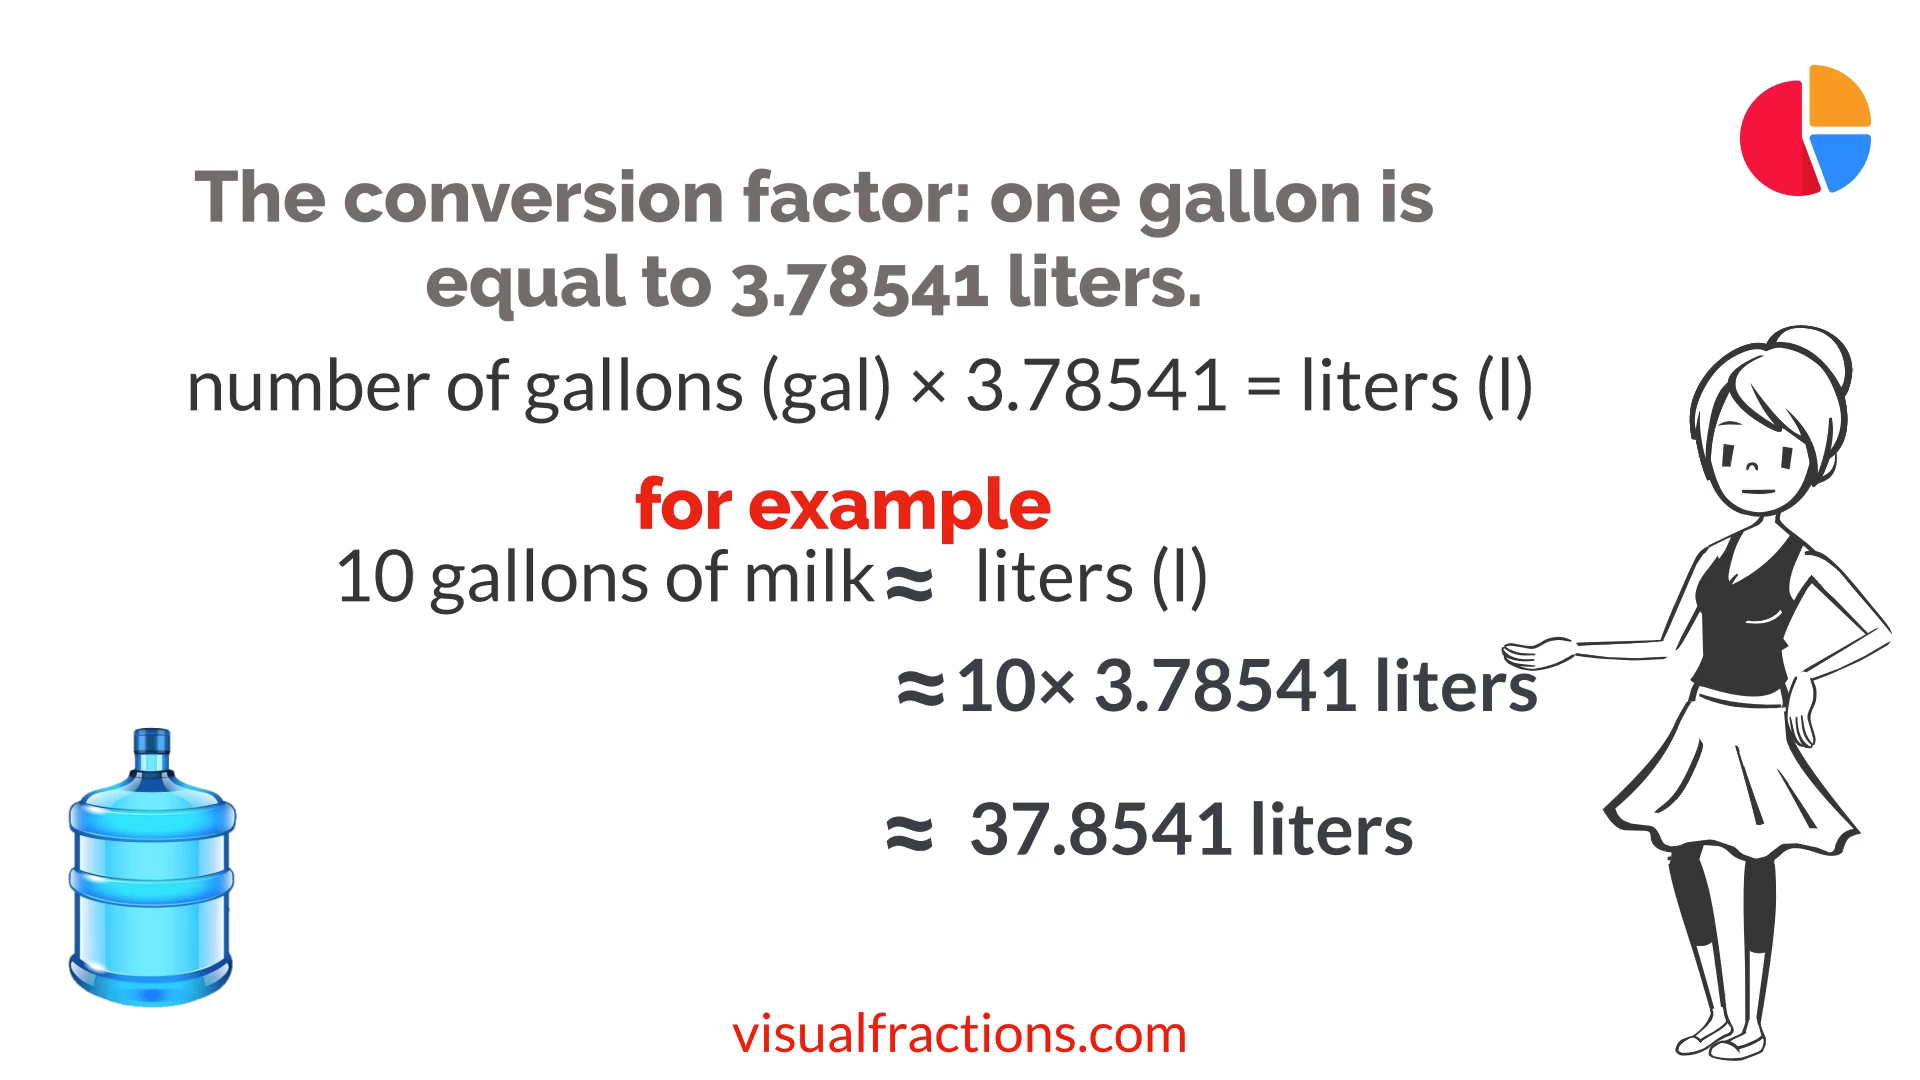 The conversion factor: one gallon is
equal to 3.78541 liters.
number of gallons (gal) × 3.78541 = liters (l)
for example
10 gallons of milk ≈ liters (l)
≈ 10× 3.78541 liters
≈ 37.8541 liters
visualfractions.com